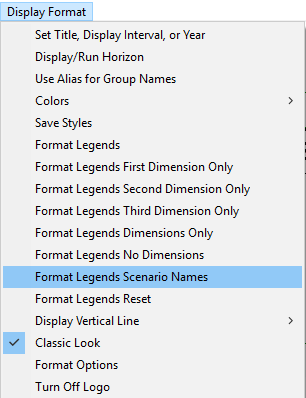 Display Format
Set Title, Display Interval, or Year
Display/Run Horizon
Use Alias for Group Names
Colors
Save Styles
Format Legends
Format Legends First Dimension Only
Format Legends Second Dimension Only
Format Legends Third Dimension Only
Format Legends Dimensions Only
Format Legends No Dimensions
Format Legends Scenario Names
Format Legends Reset
Display Vertical Line
Classic Look
Format Options
Turn Off Logo